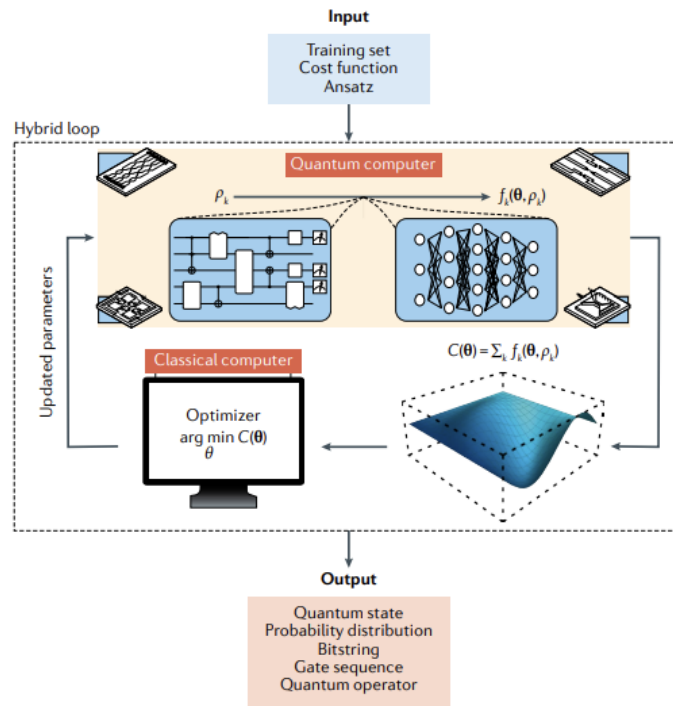 Input
Training set
Cost function
Ansatz
Hybrid loop
Quantum computer
ρₖ
fₖ(θ, ρₖ)
Updated parameters
Classical computer
C(θ) = ∑ₖ fₖ(θ, ρₖ)
Optimizer
arg min C(θ)
θ
Output
Quantum state
Probability distribution
Bitstring
Gate sequence
Quantum operator